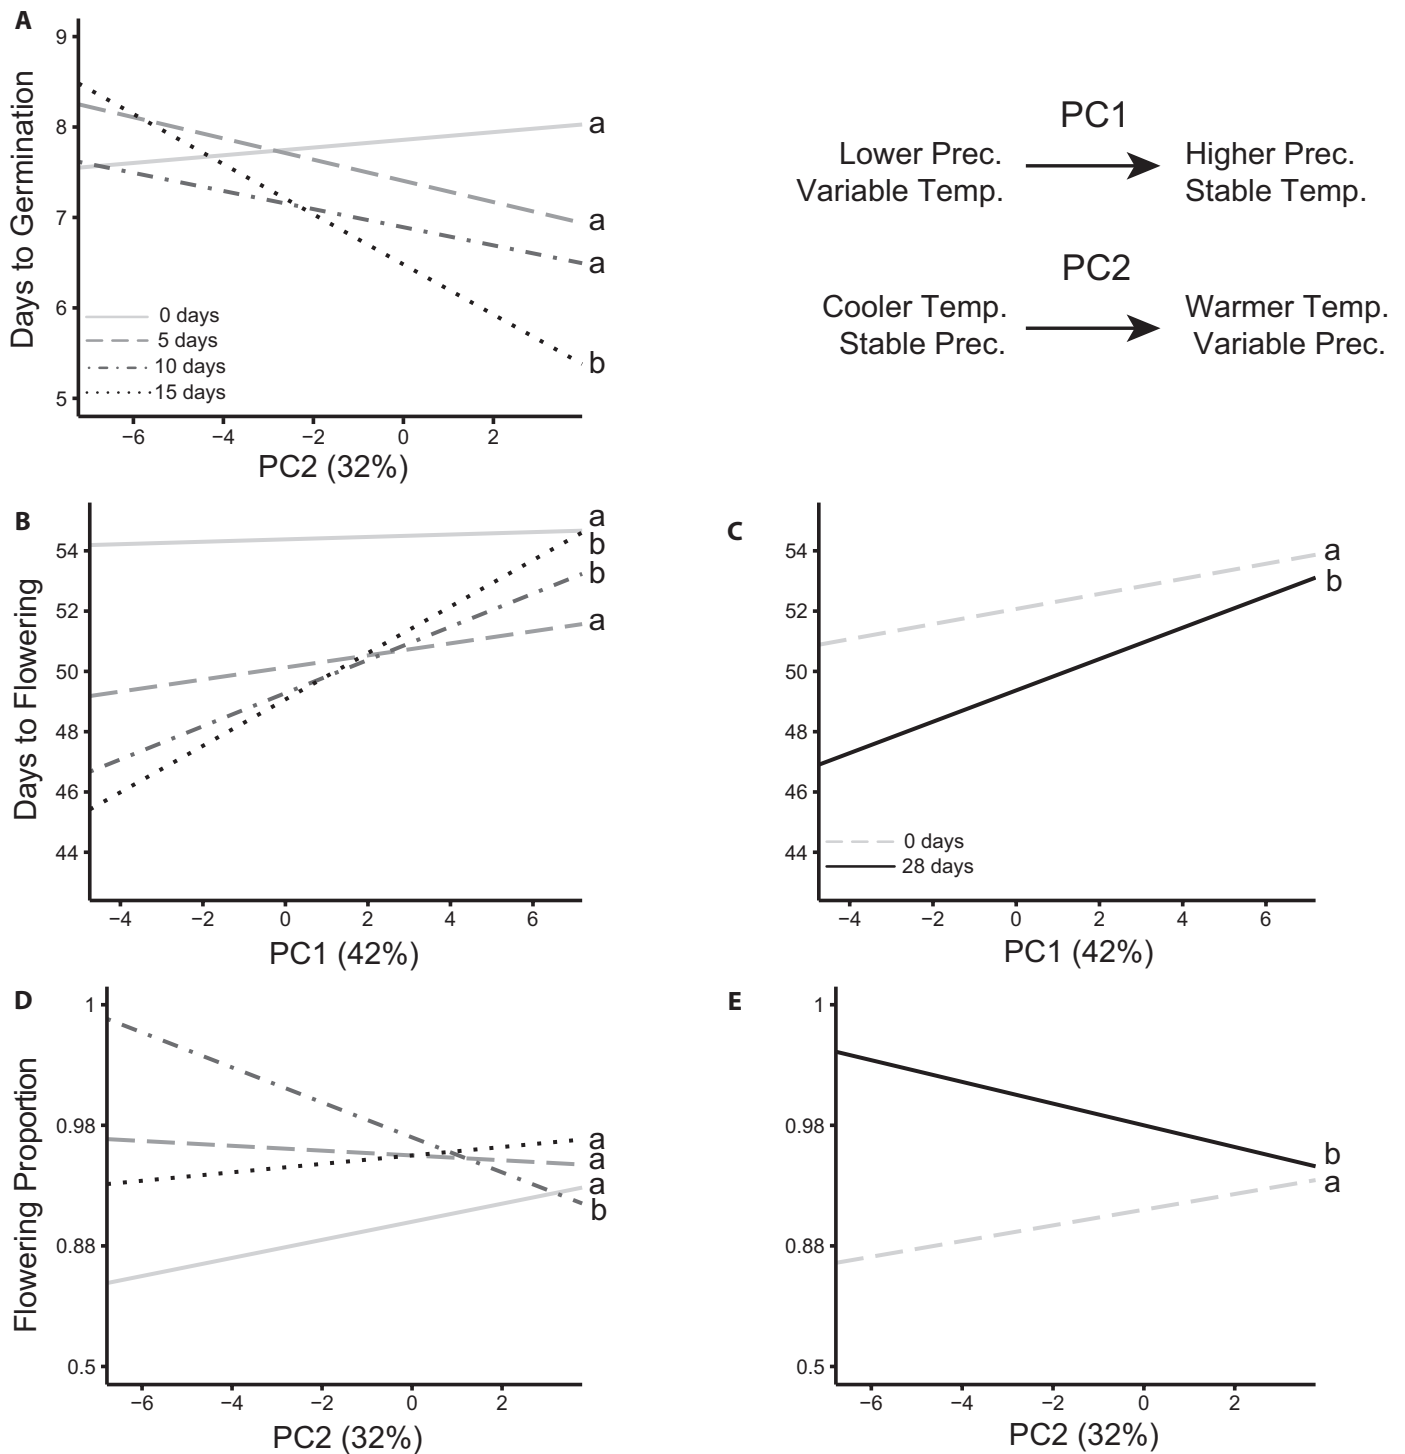 A
Days to Germination
9
8
7
6
5
a
a
a
b
0 days
5 days
10 days
15 days
−6 −4 −2 0 2
PC2 (32%)
PC1
Lower Prec. Higher Prec.
Variable Temp. Stable Temp.
PC2
Cooler Temp. Warmer Temp.
Stable Prec. Variable Prec.
B
Days to Flowering
54
52
50
48
46
44
a
b
b
a
−4 −2 0 2 4 6
PC1 (42%)
C
54
52
50
48
46
44
a
b
0 days
28 days
−4 −2 0 2 4 6
PC1 (42%)
D
Flowering Proportion
1
0.98
0.88
0.5
a
a
a
b
−6 −4 −2 0 2
PC2 (32%)
E
1
0.98
0.88
0.5
b
a
−6 −4 −2 0 2
PC2 (32%)